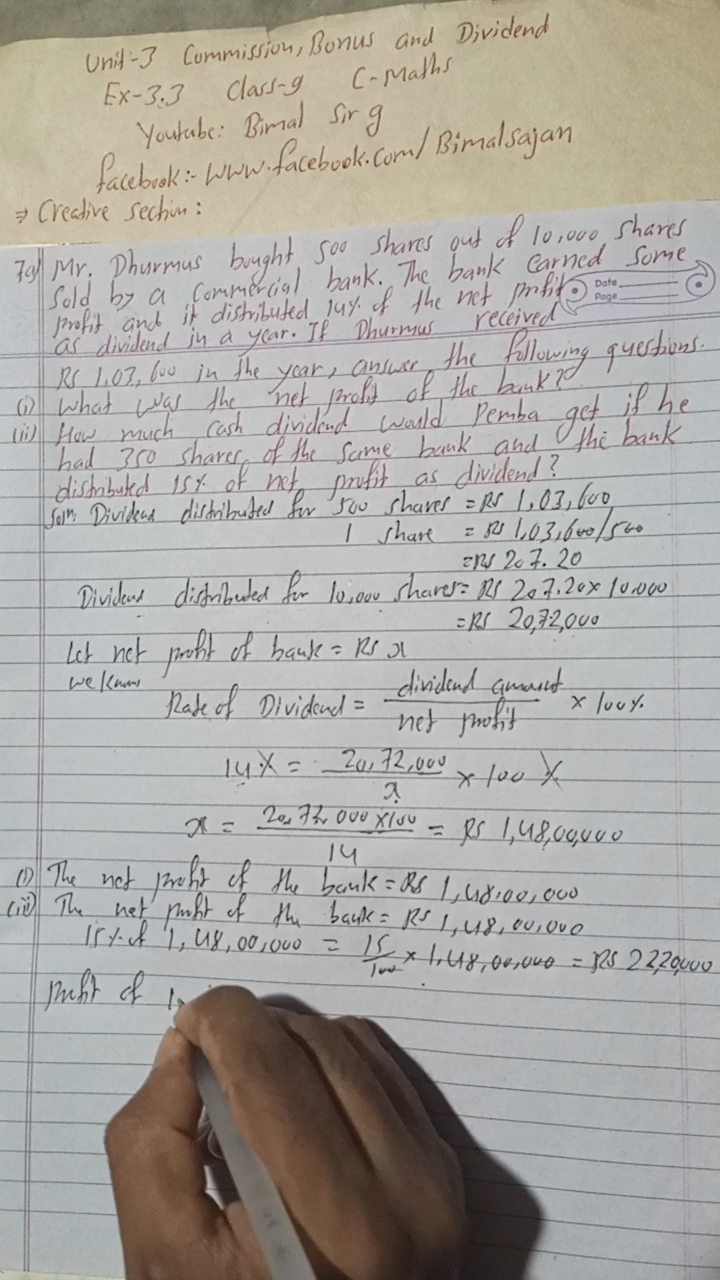 Unit-3 Commission, Bonus and Dividend
Ex-3.3 Class-9 C-Maths
Youtube: Bimal Sir g
facebook:- www.facebook.com/Bimalsajan
⇒ Creative section:
7a) Mr. Dhurmus bought 500 shares out of 10,000 shares
sold by a commercial bank. The bank earned some
profit and it distributed 14% of the net profit
Date
Page
as dividend in a year. If Dhurmus received
RS 1,03,600 in the year, answer the following questions.
(i) What was the net profit of the bank?
(ii) How much cash dividend would Pemba get if he
had 350 shares of the same bank and the bank
distributed 15% of net profit as dividend?
Soln: Dividend distributed for 500 shares = RS 1,03,600
1 share = RS 1,03,600/500
= RS 207.20
Dividend distributed for 10,000 shares = RS 207.20 × 10,000
= RS 20,72,000
Let net profit of bank = RS x
we know
Rate of Dividend = dividend amount / net profit × 100%
14% = 20,72,000 / x × 100%
x = 20,72,000 × 100 / 14 = RS 1,48,00,000
(i) The net profit of the bank = RS 1,48,00,000
(ii) The net profit of the bank = RS 1,48,00,000
15% of 1,48,00,000 = 15/100 × 1,48,00,000 = RS 22,20,000
profit of